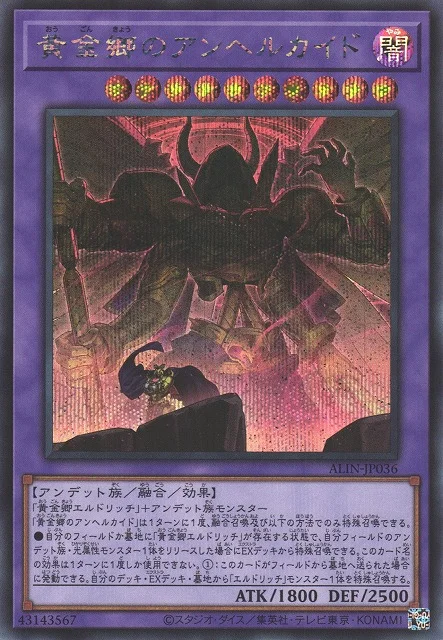 黄金郷のアンヘルカイド
闇
ALIN-JP036
【アンデット族／融合／効果】
「黄金郷エルドリッチ」＋アンデット族モンスター
「黄金郷のアンヘルカイド」は1ターンに1度、融合召喚及び以下の方法でのみ特殊召喚できる。
●自分のフィールドか墓地に「黄金郷エルドリッチ」が存在する状態で、自分フィールドのアン
デット族・光属性モンスター1体をリリースした場合にEXデッキから特殊召喚できる。このカード名
の効果は1ターンに1度しか使用できない。①：このカードがフィールドから墓地へ送られた場合
に発動できる。自分のデッキ・EXデッキ・墓地から「エルドリッチ」モンスター1体を特殊召喚する。
ATK/1800 DEF/2500
43143567
©スタジオ・ダイス／集英社・テレビ東京・KONAMI